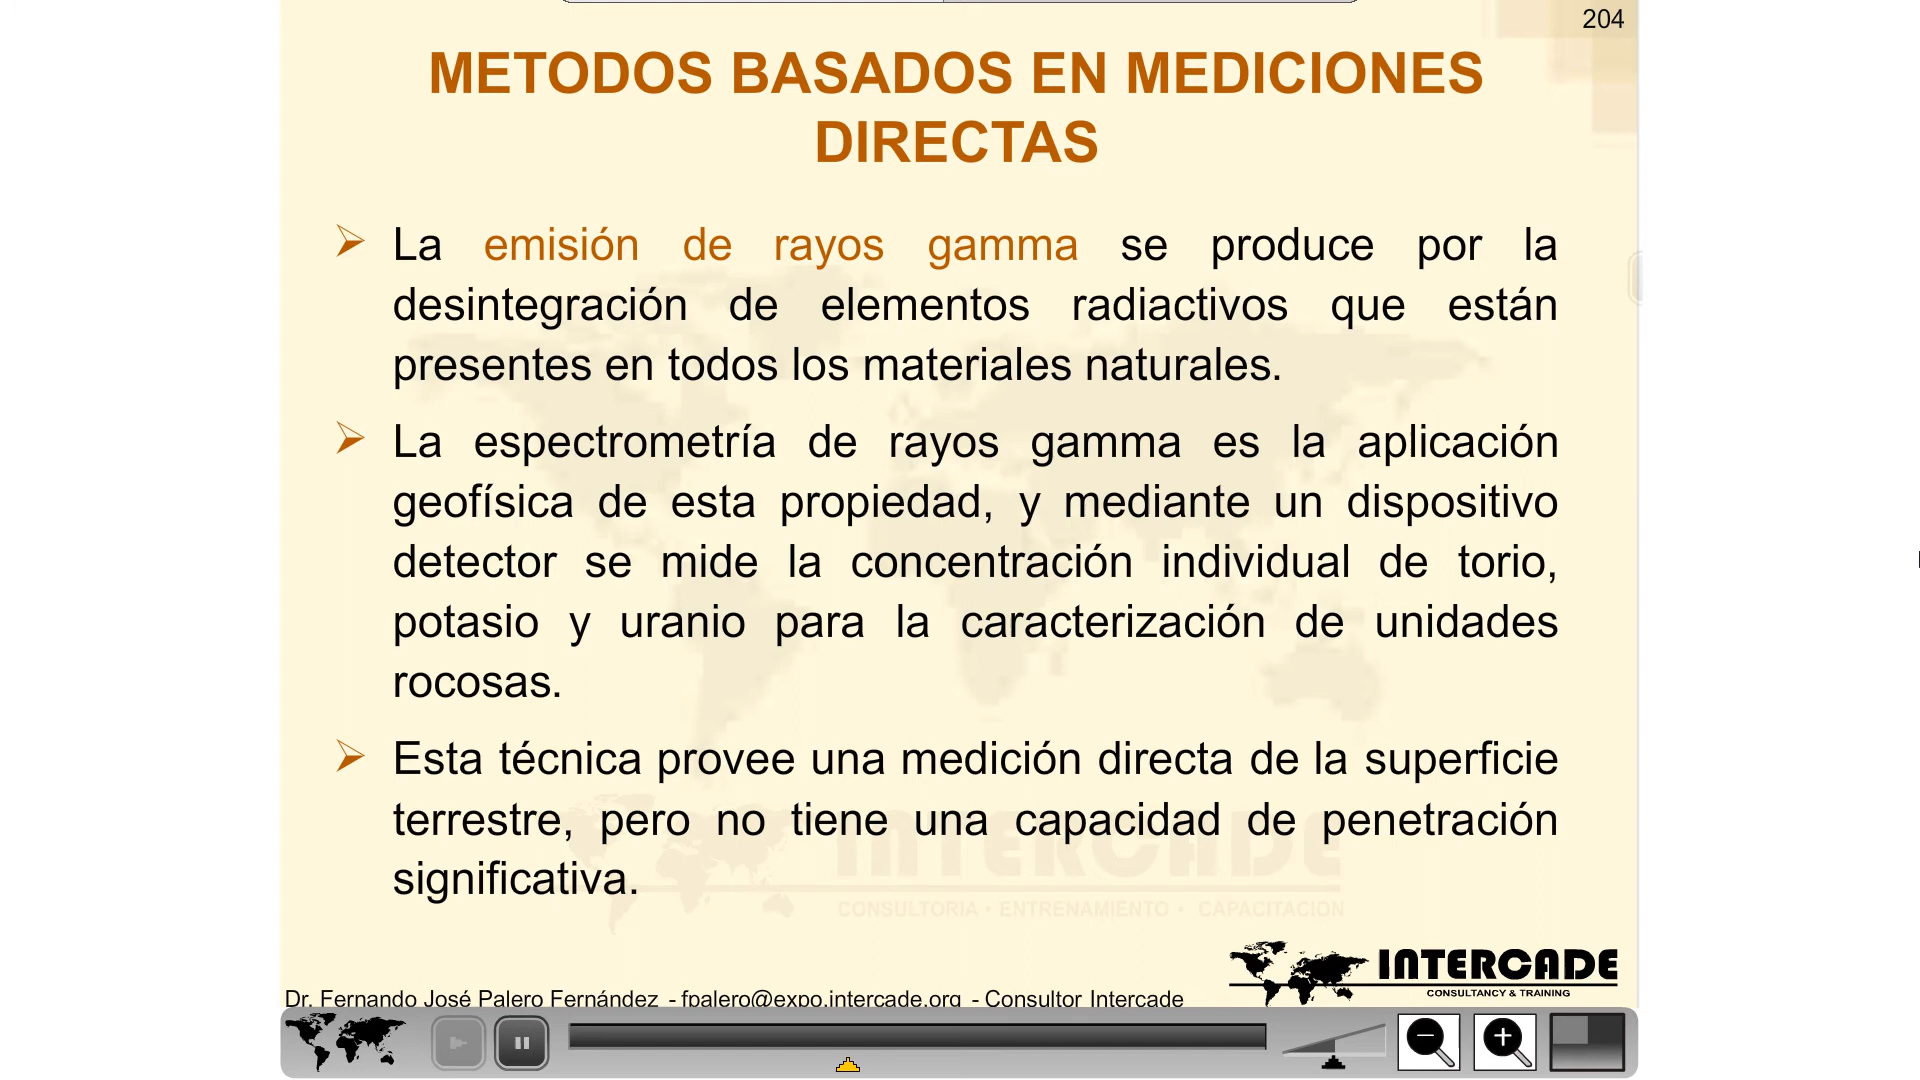 204
METODOS BASADOS EN MEDICIONES
DIRECTAS
La emisión de rayos gamma se produce por la
desintegración de elementos radiactivos que están
presentes en todos los materiales naturales.
La espectrometría de rayos gamma es la aplicación
geofísica de esta propiedad, y mediante un dispositivo
detector se mide la concentración individual de torio,
potasio y uranio para la caracterización de unidades
rocosas.
Esta técnica provee una medición directa de la superficie
terrestre, pero no tiene una capacidad de penetración
significativa.
INTERCADE
CONSULTORIA • ENTRENAMIENTO • CAPACITACION
INTERCADE
CONSULTANCY & TRAINING
Dr. Fernando José Palero Fernández - fpalero@expo.intercade.org - Consultor Intercade